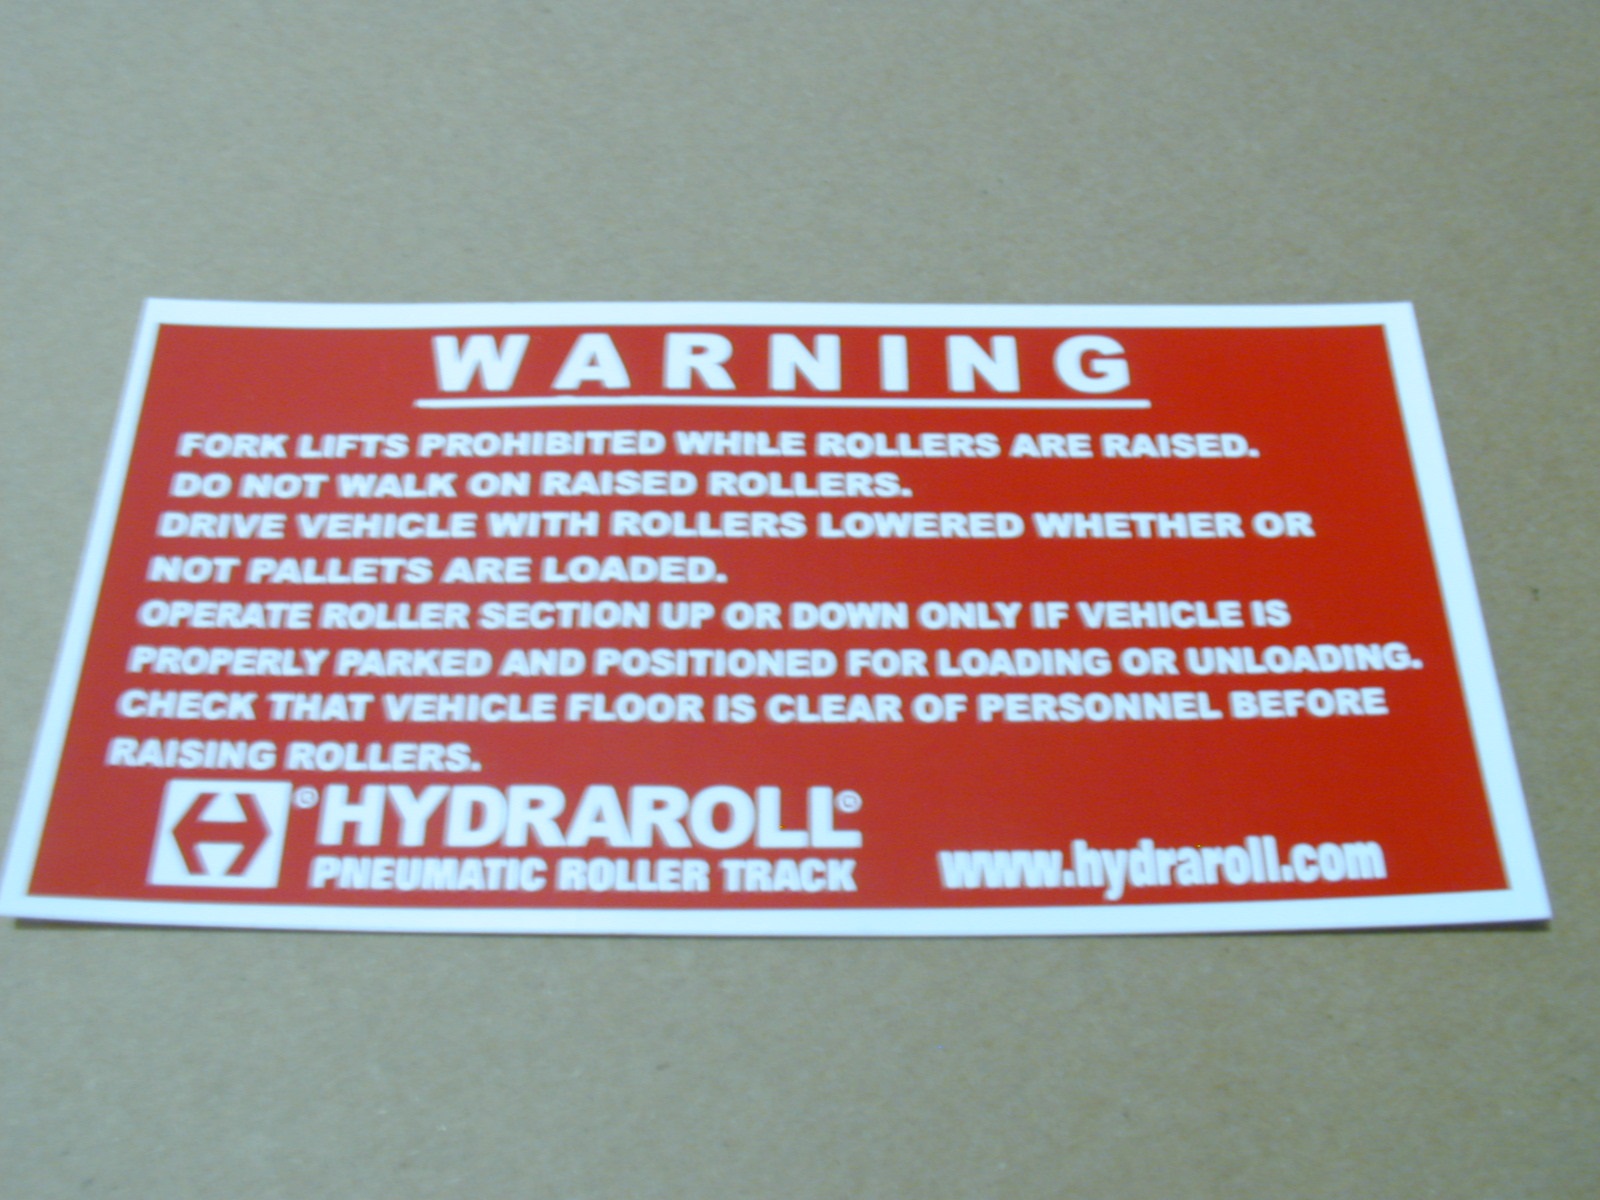 WARNING
FORK LIFTS PROHIBITED WHILE ROLLERS ARE RAISED.
DO NOT WALK ON RAISED ROLLERS.
DRIVE VEHICLE WITH ROLLERS LOWERED WHETHER OR
NOT PALLETS ARE LOADED.
OPERATE ROLLER SECTION UP OR DOWN ONLY IF VEHICLE IS
PROPERLY PARKED AND POSITIONED FOR LOADING OR UNLOADING.
CHECK THAT VEHICLE FLOOR IS CLEAR OF PERSONNEL BEFORE
RAISING ROLLERS.
® HYDRAROLL®
PNEUMATIC ROLLER TRACK
www.hydraroll.com